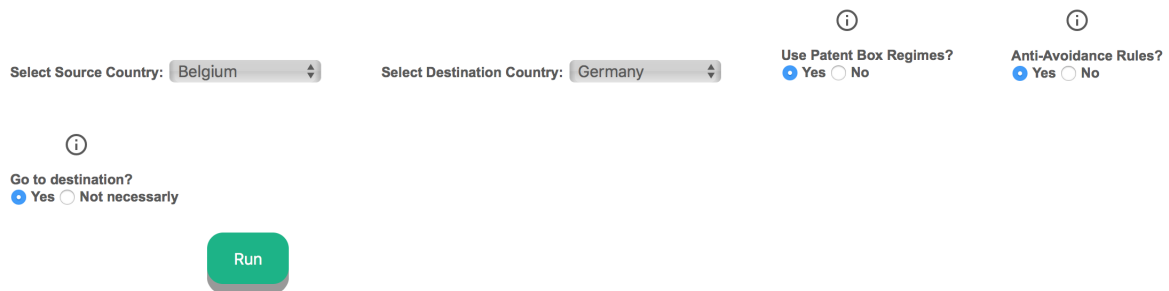 Select Source Country: Belgium
Select Destination Country: Germany
Use Patent Box Regimes?
Yes No
Anti-Avoidance Rules?
Yes No
Go to destination?
Yes Not necessarly
Run